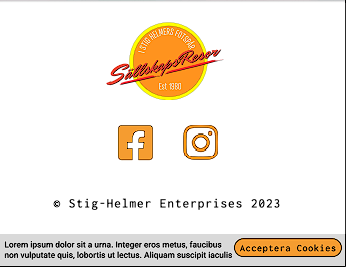 I STIG HELMERS FOTSPÅR
SällskapsResor
Est 1980
© Stig-Helmer Enterprises 2023
Lorem ipsum dolor sit a urna. Integer eros metus, faucibus
non vulputate quis, lobortis ut lectus. Aliquam suscipit iaculis
Acceptera Cookies